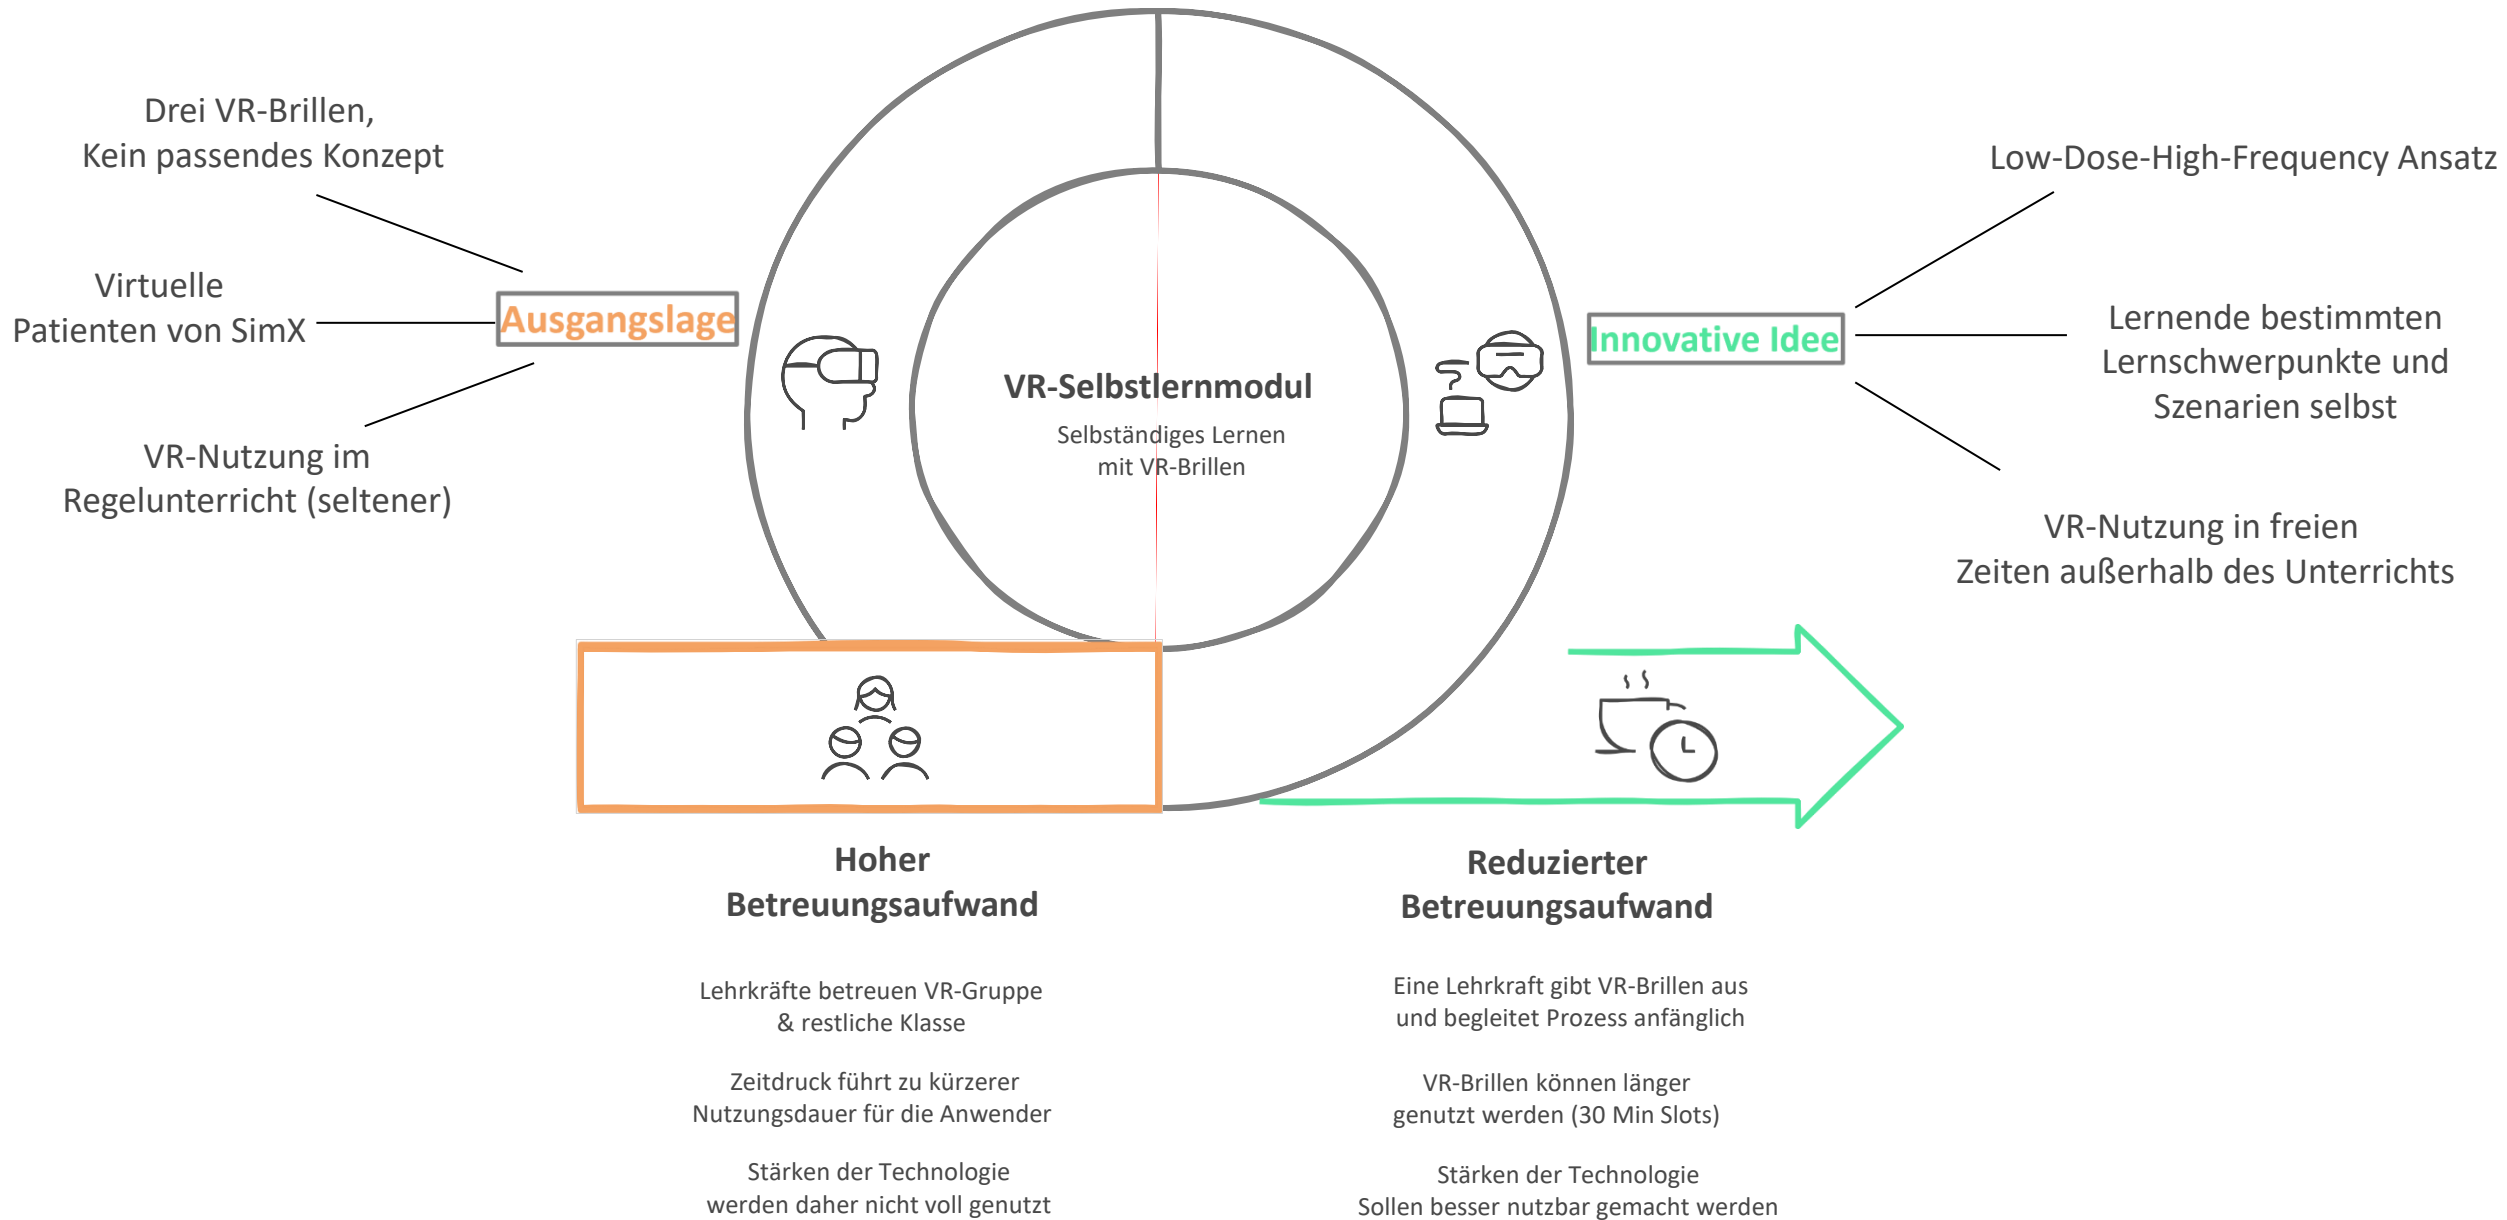 Drei VR-Brillen,
Kein passendes Konzept
Virtuelle
Patienten von SimX
VR-Nutzung im
Regelunterricht (seltener)
Ausgangslage
VR-Selbstlernmodul
Selbständiges Lernen
mit VR-Brillen
Innovative Idee
Low-Dose-High-Frequency Ansatz
Lernende bestimmten
Lernschwerpunkte und
Szenarien selbst
VR-Nutzung in freien
Zeiten außerhalb des Unterrichts
Hoher
Betreuungsaufwand
Lehrkräfte betreuen VR-Gruppe
& restliche Klasse
Zeitdruck führt zu kürzerer
Nutzungsdauer für die Anwender
Stärken der Technologie
werden daher nicht voll genutzt
Reduzierter
Betreuungsaufwand
Eine Lehrkraft gibt VR-Brillen aus
und begleitet Prozess anfänglich
VR-Brillen können länger
genutzt werden (30 Min Slots)
Stärken der Technologie
Sollen besser nutzbar gemacht werden